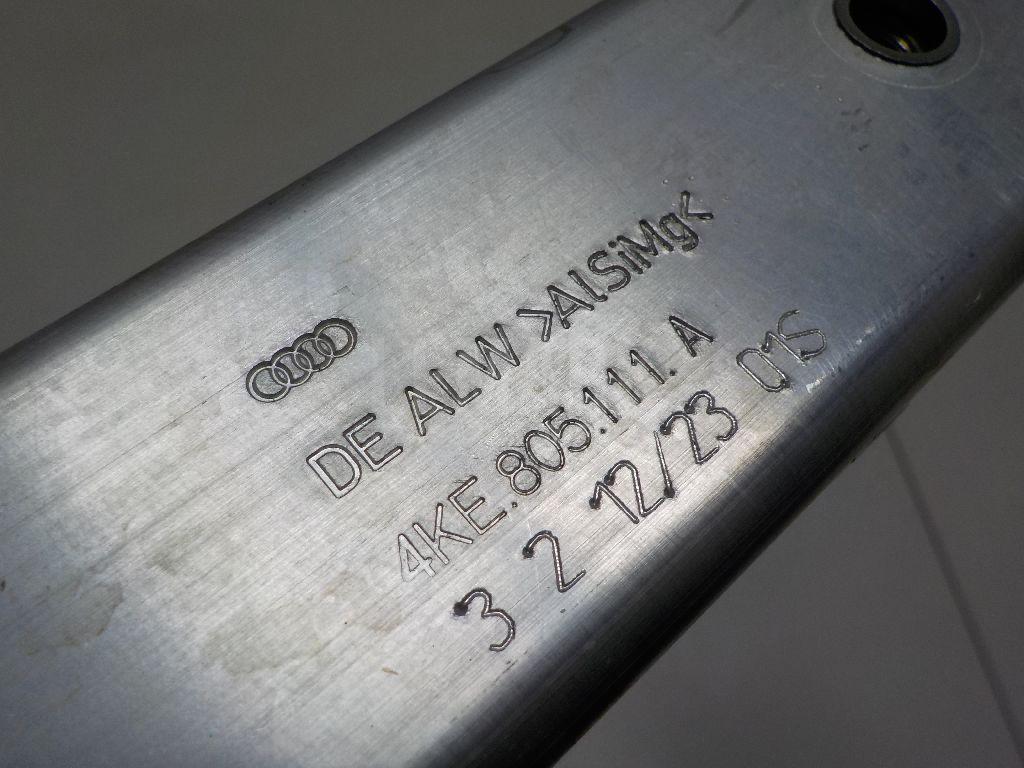 DE ALW >AlSiMg<
4KE.805.111.A
3 2 12/23 01S